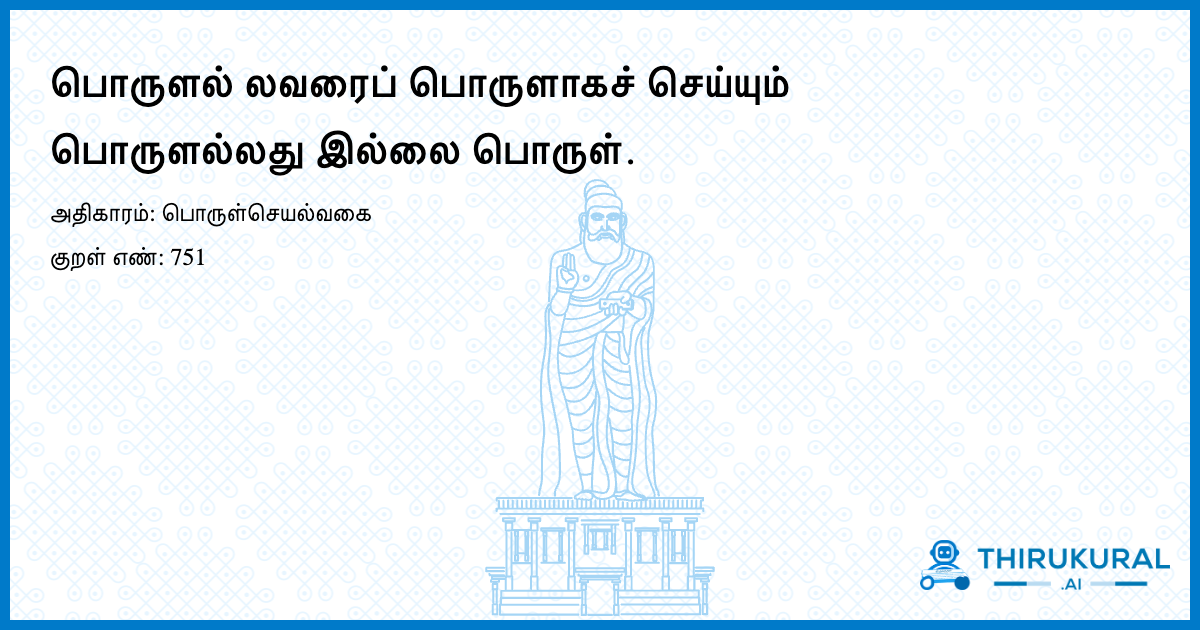 பொருளல் லவரைப் பொருளாகச் செய்யும்
பொருளல்லது இல்லை பொருள்.
அதிகாரம்: பொருள்செயல்வகை
குறள் எண்: 751
THIRUKURAL
.AI